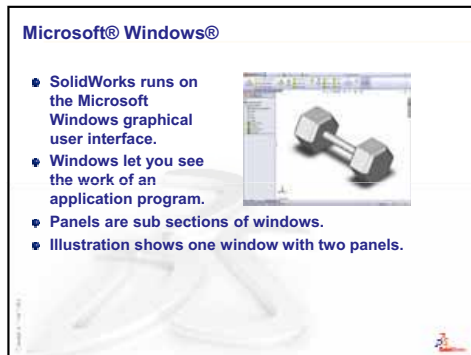 Microsoft® Windows®
SolidWorks runs on
the Microsoft
Windows graphical
user interface.
Windows let you see
the work of an
application program.
Panels are sub sections of windows.
Illustration shows one window with two panels.